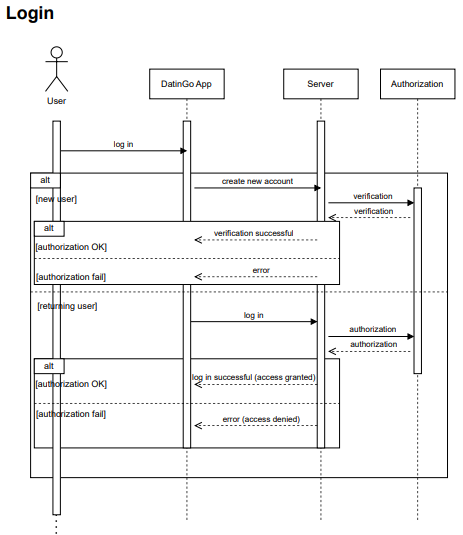 Login
User
DatinGo App
Server
Authorization
log in
alt
[new user]
create new account
verification
verification
alt
verification successful
[authorization OK]
error
[authorization fail]
[returning user]
log in
authorization
authorization
alt
log in successful (access granted)
[authorization OK]
[authorization fail]
error (access denied)